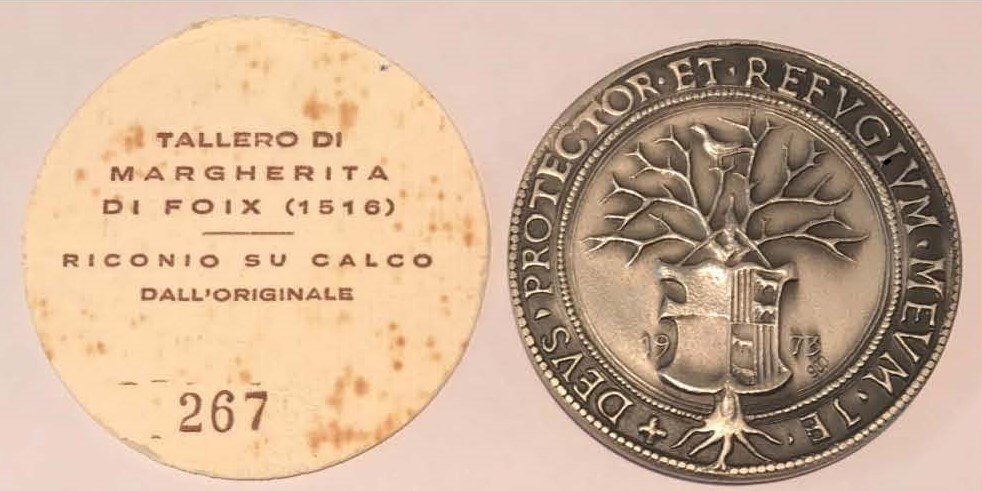 TALLERO DI
MARGHERITA
DI FOIX (1516)
RICONIO SU CALCO
DALL'ORIGINALE
267
+ DEVS · PROTECTOR · ET · REFVGIVM · MEVM · IE ·
19 73